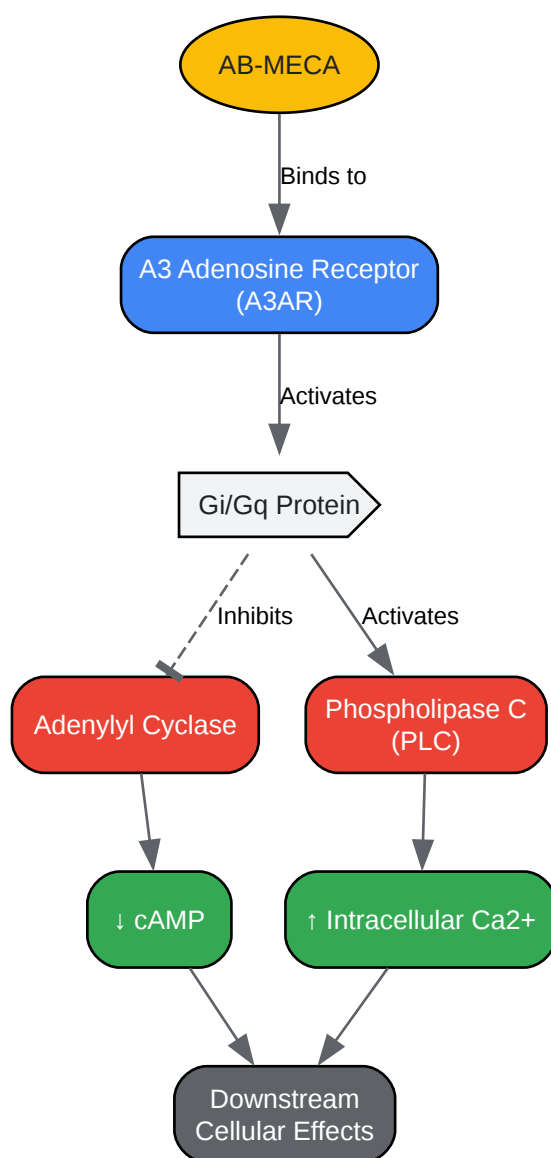 AB-MECA
Binds to
A3 Adenosine Receptor
(A3AR)
Activates
Gi/Gq Protein
Inhibits
Activates
Adenylyl Cyclase
Phospholipase C
(PLC)
↓ cAMP
↑ Intracellular Ca2+
Downstream
Cellular Effects